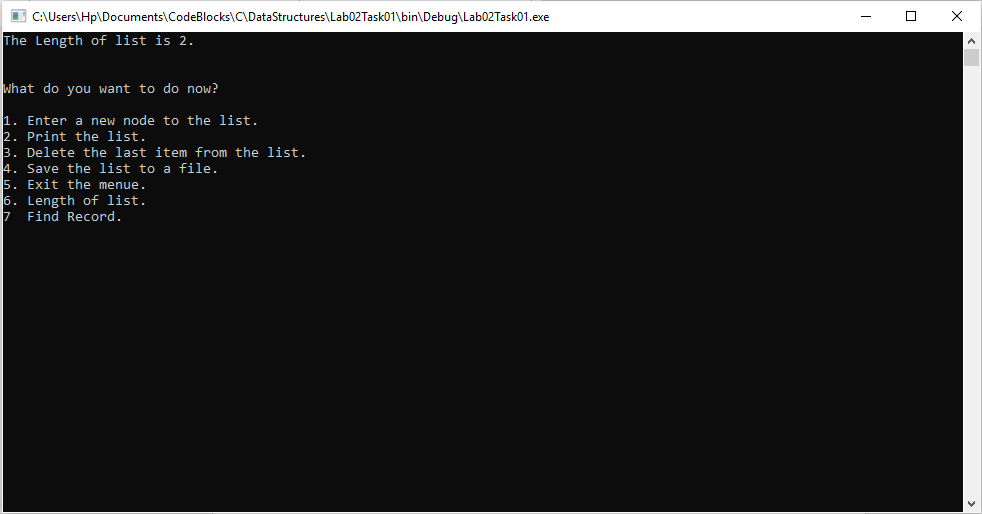 C:\Users\Hp\Documents\CodeBlocks\C\DataStructures\Lab02Task01\bin\Debug\Lab02Task01.exe
The Length of list is 2.
What do you want to do now?
1. Enter a new node to the list.
2. Print the list.
3. Delete the last item from the list.
4. Save the list to a file.
5. Exit the menue.
6. Length of list.
7  Find Record.